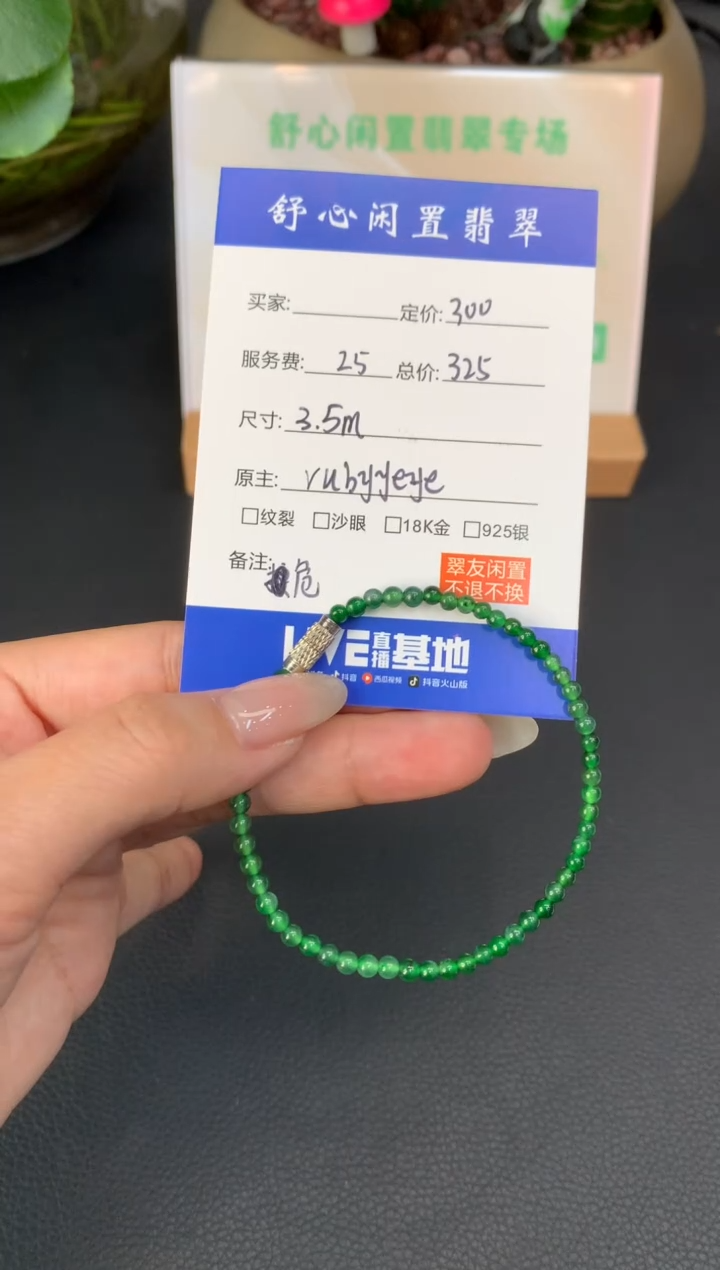 舒心闲置翡翠专场
舒心闲置翡翠
买家: 定价: 300
服务费: 25 总价: 325
尺寸: 3.5m
原主: rubyyeye
□纹裂 □沙眼 □18K金 □925银
备注: 危
翠友闲置
不退不换
LIVE直播基地
抖音 西瓜视频 抖音火山版